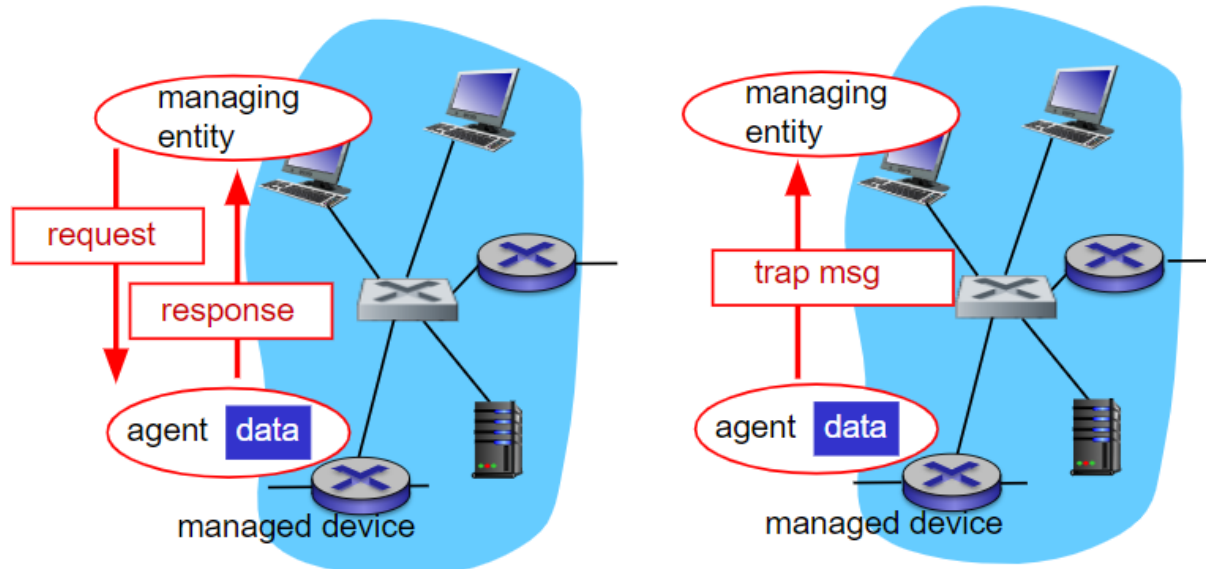 managing
entity
request
response
agent data
managed device
managing
entity
trap msg
agent data
managed device